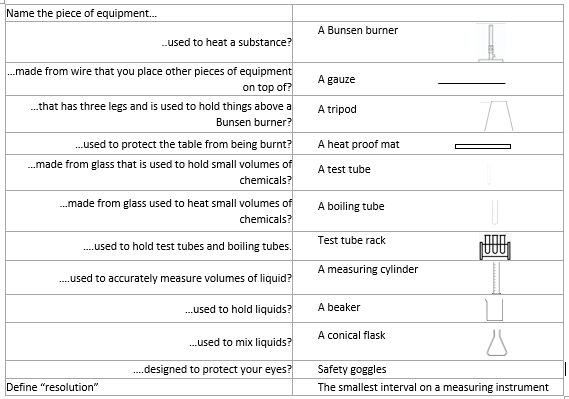 Name the piece of equipment...
..used to heat a substance?
A Bunsen burner
...made from wire that you place other pieces of equipment
on top of?
A gauze
...that has three legs and is used to hold things above a
Bunsen burner?
A tripod
...used to protect the table from being burnt?
A heat proof mat
...made from glass that is used to hold small volumes of
chemicals?
A test tube
...made from glass used to heat small volumes of
chemicals?
A boiling tube
....used to hold test tubes and boiling tubes.
Test tube rack
....used to accurately measure volumes of liquid?
A measuring cylinder
...used to hold liquids?
A beaker
...used to mix liquids?
A conical flask
....designed to protect your eyes?
Safety goggles
Define “resolution”
The smallest interval on a measuring instrument